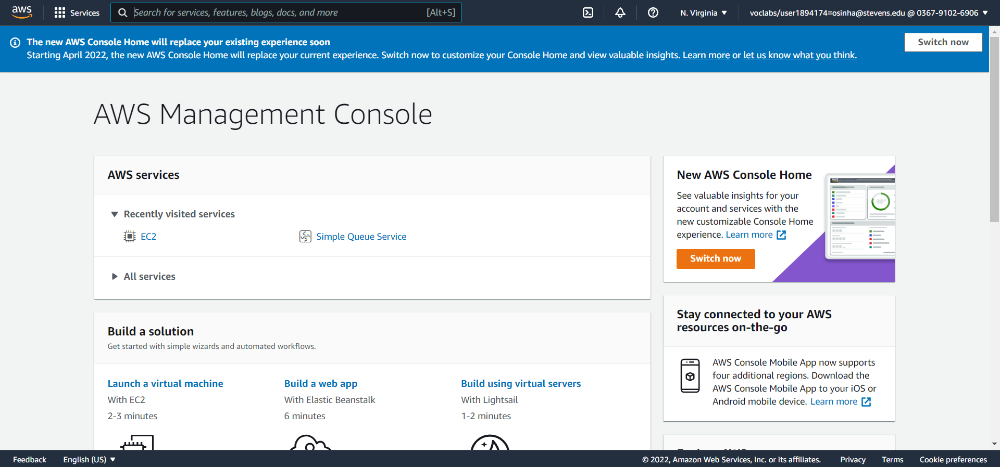 aws
Services
Search for services, features, blogs, docs, and more
[Alt+S]
N. Virginia
voclabs/user1894174=osinha@stevens.edu @ 0367-9102-6906
The new AWS Console Home will replace your existing experience soon
Starting April 2022, the new AWS Console Home will replace your current experience. Switch now to customize your Console Home and view valuable insights. Learn more or let us know what you think.
Switch now
AWS Management Console
AWS services
Recently visited services
EC2
Simple Queue Service
All services
Build a solution
Get started with simple wizards and automated workflows.
Launch a virtual machine
With EC2
2-3 minutes
Build a web app
With Elastic Beanstalk
6 minutes
Build using virtual servers
With Lightsail
1-2 minutes
New AWS Console Home
See valuable insights for your
account and services with the
new customizable Console Home
experience. Learn more
Switch now
aws
Stay connected to your AWS
resources on-the-go
AWS Console Mobile App now supports
four additional regions. Download the
AWS Console Mobile App to your iOS or
Android mobile device. Learn more
Feedback
English (US)
© 2022, Amazon Web Services, Inc. or its affiliates.
Privacy
Terms
Cookie preferences